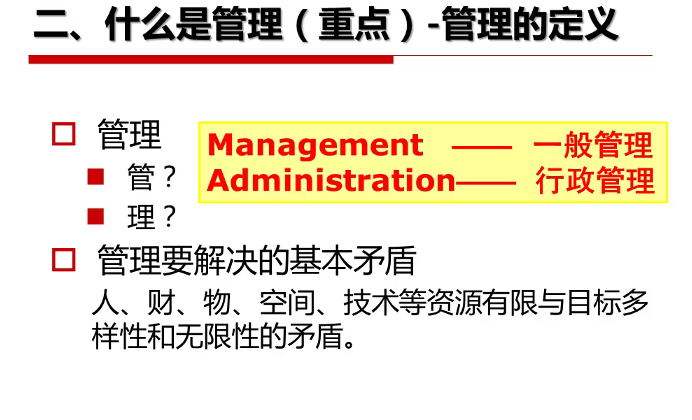 二、什么是管理（重点）-管理的定义
管理
管？
理？
Management —— 一般管理
Administration—— 行政管理
管理要解决的基本矛盾
人、财、物、空间、技术等资源有限与目标多
样性和无限性的矛盾。